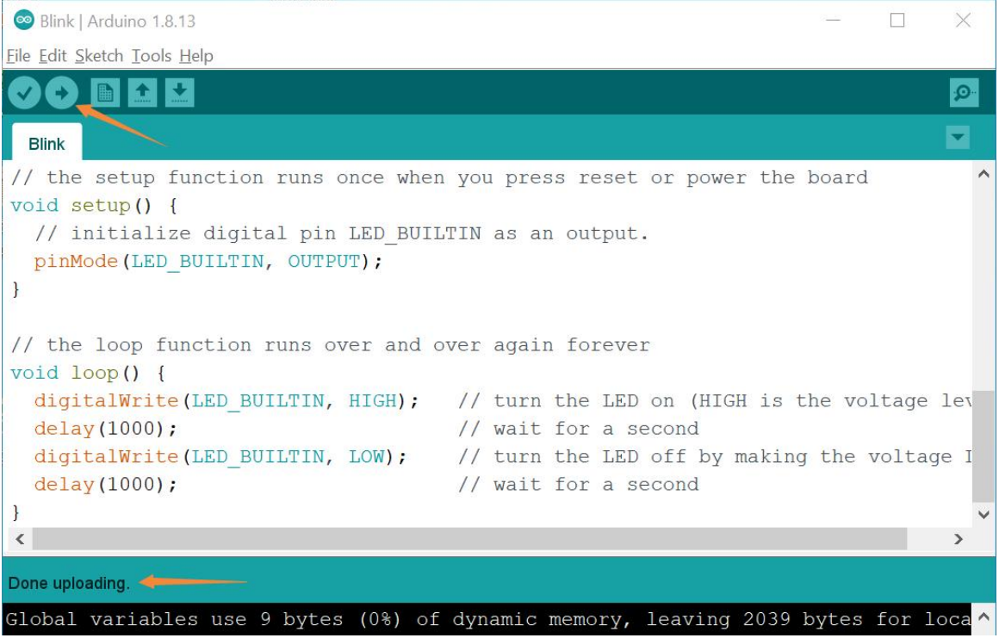 Blink | Arduino 1.8.13
File Edit Sketch Tools Help
Blink
// the setup function runs once when you press reset or power the board
void setup() {
  // initialize digital pin LED_BUILTIN as an output.
  pinMode(LED_BUILTIN, OUTPUT);
}
// the loop function runs over and over again forever
void loop() {
  digitalWrite(LED_BUILTIN, HIGH);   // turn the LED on (HIGH is the voltage lev
  delay(1000);                       // wait for a second
  digitalWrite(LED_BUILTIN, LOW);    // turn the LED off by making the voltage
  delay(1000);                       // wait for a second
}
Done uploading.
Global variables use 9 bytes (0%) of dynamic memory, leaving 2039 bytes for loca